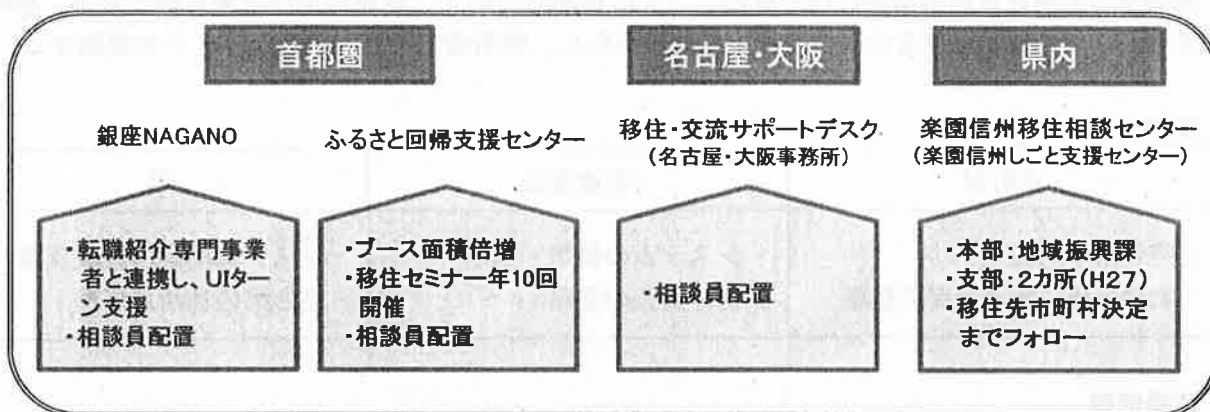 首都圏
名古屋・大阪
県内
銀座NAGANO
ふるさと回帰支援センター
移住・交流サポートデスク
(名古屋・大阪事務所)
楽園信州移住相談センター
(楽園信州しごと支援センター)
・転職紹介専門事業
者と連携し、UIター
ン支援
・相談員配置
・ブース面積倍増
・移住セミナー年10回
開催
・相談員配置
・相談員配置
・本部:地域振興課
・支部:2カ所(H27)
・移住先市町村決定
までフォロー